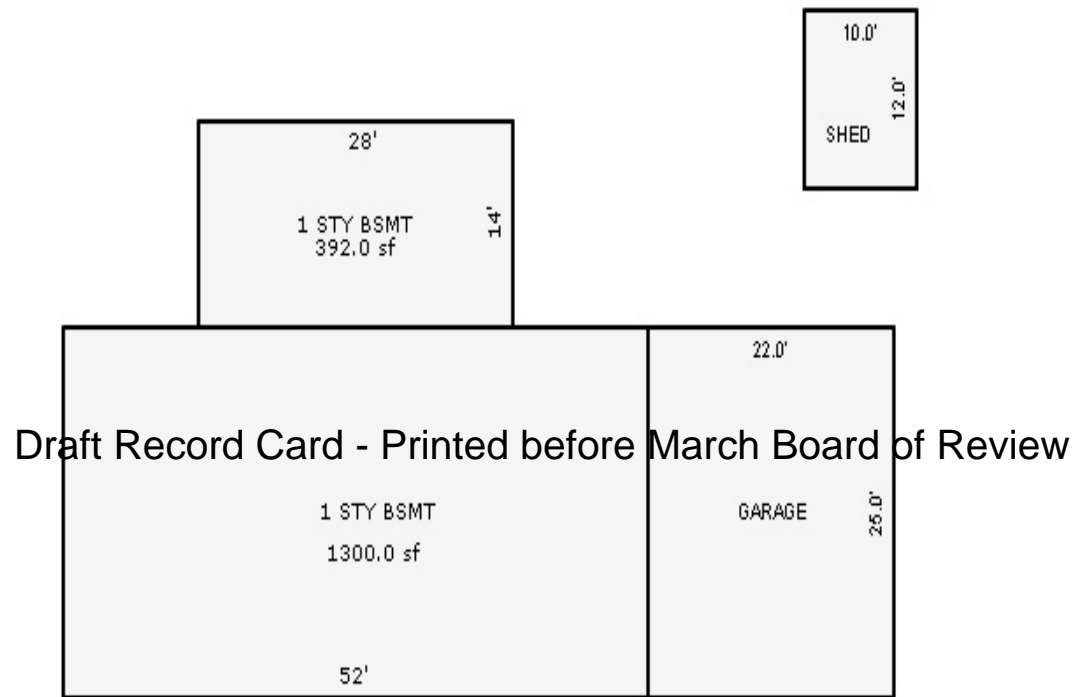 10.0'
12.0'
SHED
28'
14'
1 STY BSMT
392.0 sf
22.0'
Draft Record Card - Printed before March Board of Review
1 STY BSMT
1300.0 sf
GARAGE
25.0'
52'